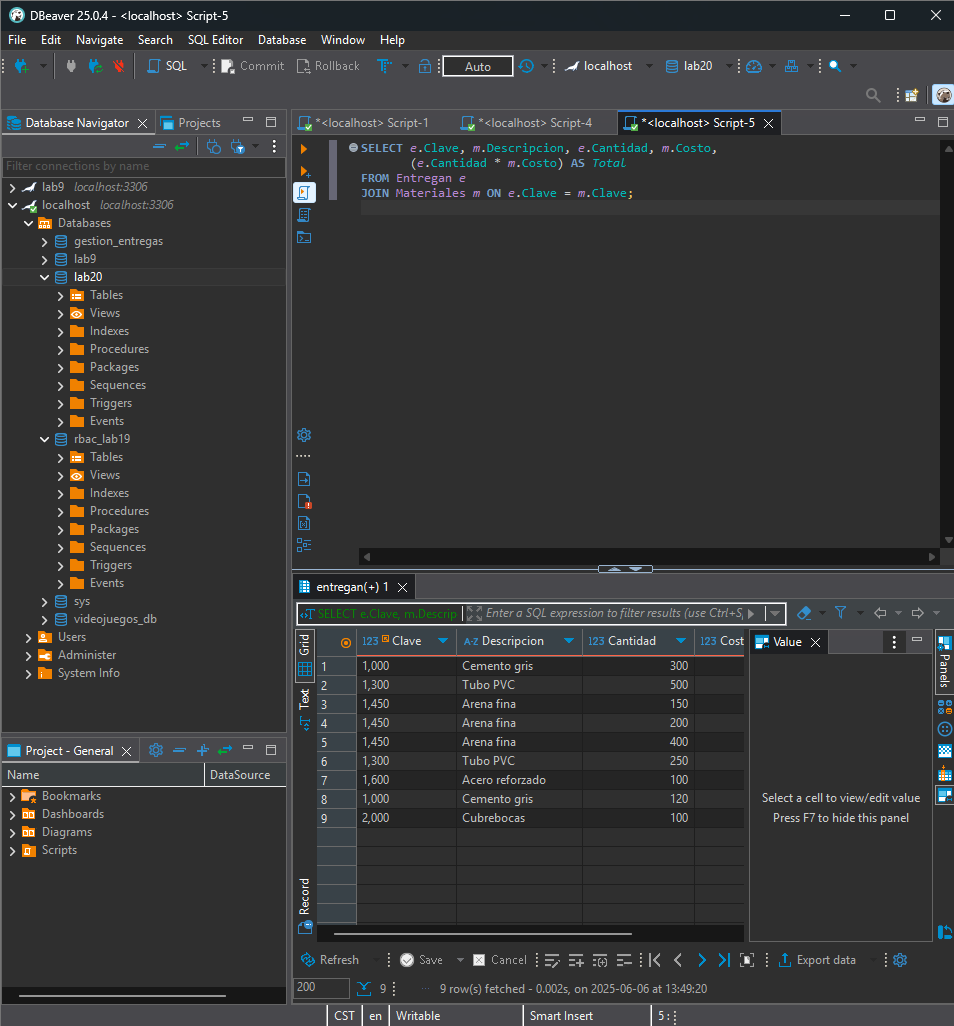 DBeaver 25.0.4 - <localhost> Script-5
File Edit Navigate Search SQL Editor Database Window Help
SQL Commit Rollback Auto localhost lab20
Database Navigator Projects
Filter connections by name
lab9 localhost:3306
localhost localhost:3306
Databases
gestion_entregas
lab9
lab20
Tables
Views
Indexes
Procedures
Packages
Sequences
Triggers
Events
rbac_lab19
Tables
Views
Indexes
Procedures
Packages
Sequences
Triggers
Events
sys
videojuegos_db
Users
Administer
System Info
Project - General
Name DataSource
Bookmarks
Dashboards
Diagrams
Scripts
*<localhost> Script-1 *<localhost> Script-4 *<localhost> Script-5
SELECT e.Clave, m.Descripcion, e.Cantidad, m.Costo,
(e.Cantidad * m.Costo) AS Total
FROM Entregan e
JOIN Materiales m ON e.Clave = m.Clave;
entregan(+) 1
SELECT e.Clave, m.Descrip Enter a SQL expression to filter results (use Ctrl+S
Grid
Text
Record
123 Clave A-Z Descripcion 123 Cantidad 123 Cost
1 1,000 Cemento gris 300
2 1,300 Tubo PVC 500
3 1,450 Arena fina 150
4 1,450 Arena fina 200
5 1,450 Arena fina 400
6 1,300 Tubo PVC 250
7 1,600 Acero reforzado 100
8 1,000 Cemento gris 120
9 2,000 Cubrebocas 100
Value
Select a cell to view/edit value
Press F7 to hide this panel
Panels
Refresh Save Cancel Export data
200 9 9 row(s) fetched - 0.002s, on 2025-06-06 at 13:49:20
CST en Writable Smart Insert 5 :